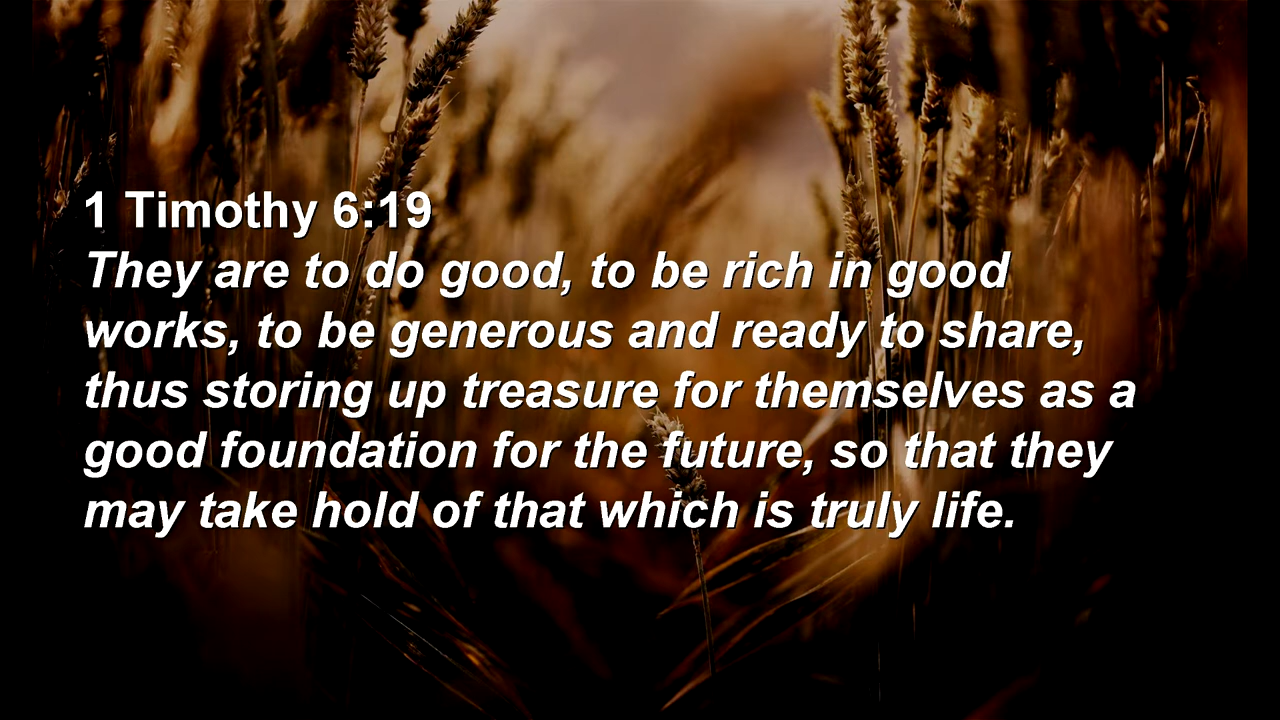 1 Timothy 6:19
They are to do good, to be rich in good
works, to be generous and ready to share,
thus storing up treasure for themselves as a
good foundation for the future, so that they
may take hold of that which is truly life.